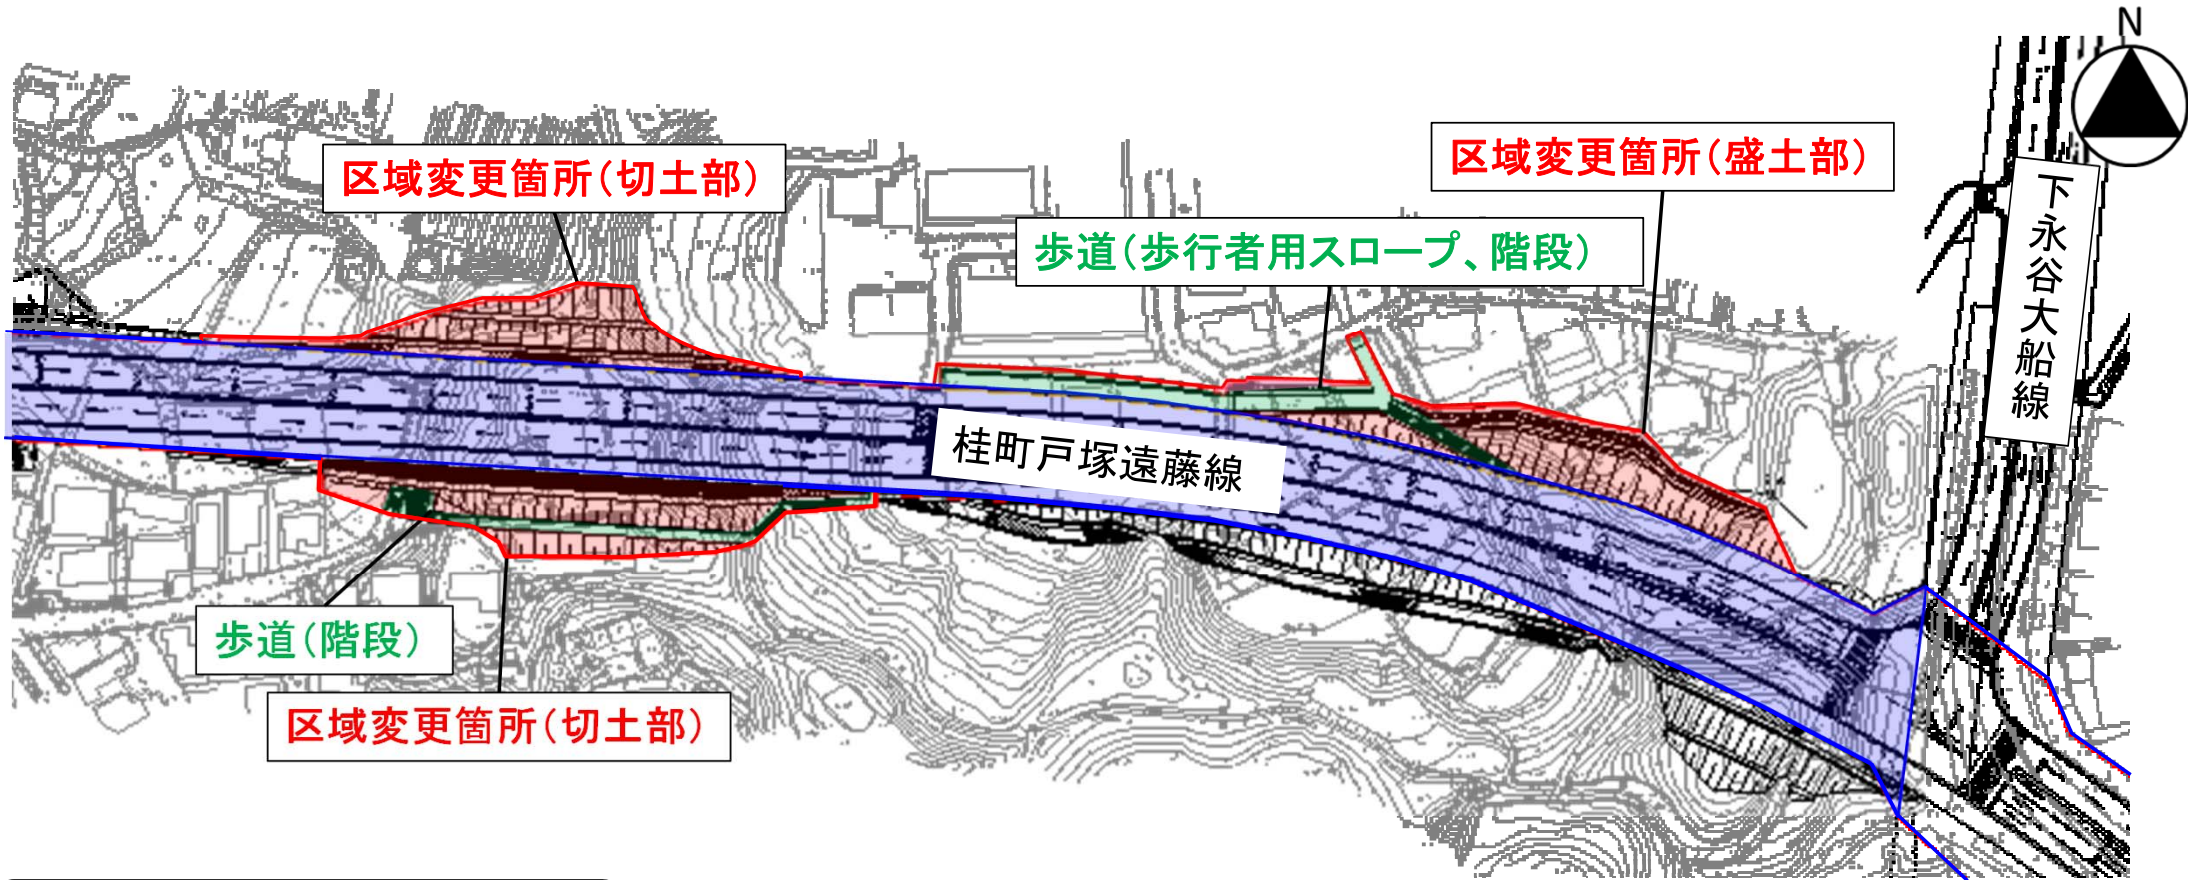 N
区域変更箇所(盛土部)
区域変更箇所(切土部)
下永谷大船線
歩道(歩行者用スロープ、階段)
桂町戸塚遠藤線
歩道(階段)
区域変更箇所(切土部)